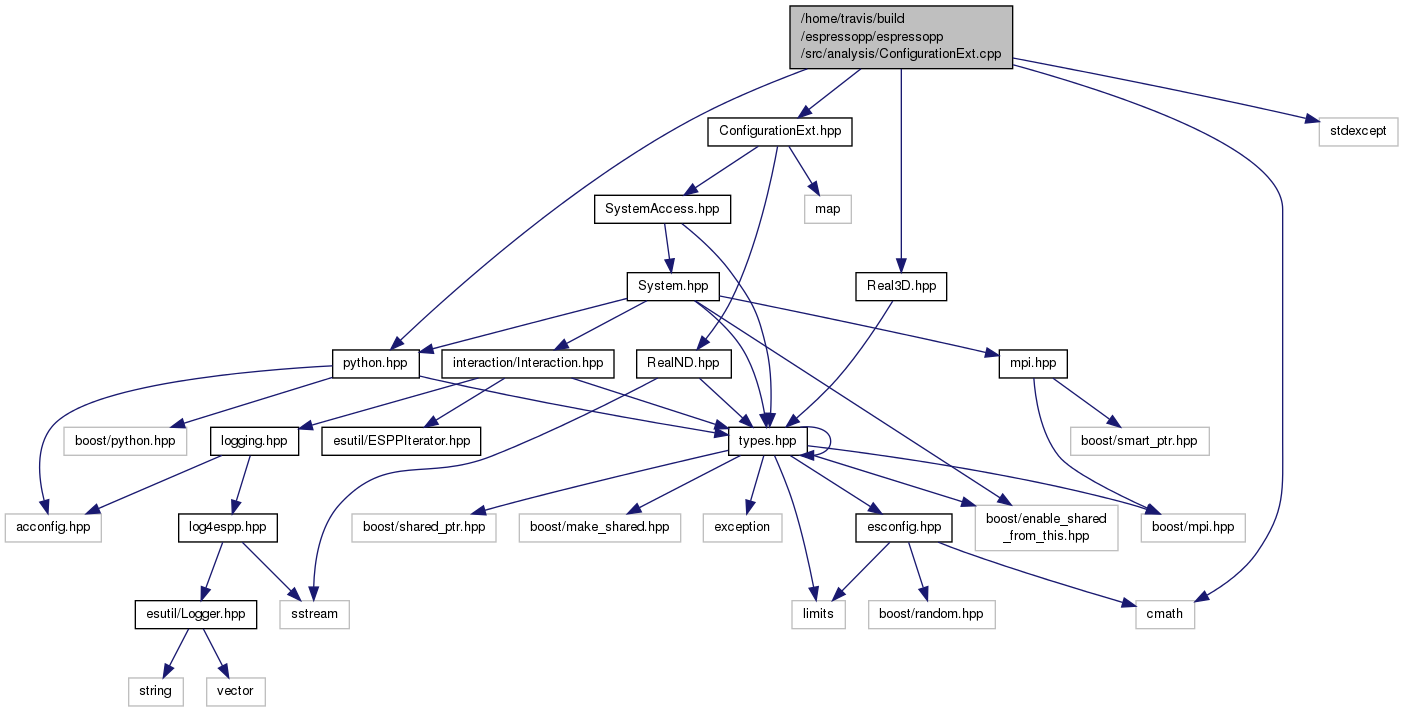 /home/travis/build
/espressopp/espressopp
/src/analysis/ConfigurationExt.cpp
ConfigurationExt.hpp
stdexcept
SystemAccess.hpp
map
System.hpp
Real3D.hpp
python.hpp
interaction/Interaction.hpp
RealND.hpp
mpi.hpp
boost/python.hpp
logging.hpp
esutil/ESPPIterator.hpp
types.hpp
boost/smart_ptr.hpp
acconfig.hpp
log4espp.hpp
boost/shared_ptr.hpp
boost/make_shared.hpp
exception
esconfig.hpp
boost/enable_shared
_from_this.hpp
boost/mpi.hpp
esutil/Logger.hpp
sstream
limits
boost/random.hpp
cmath
string
vector